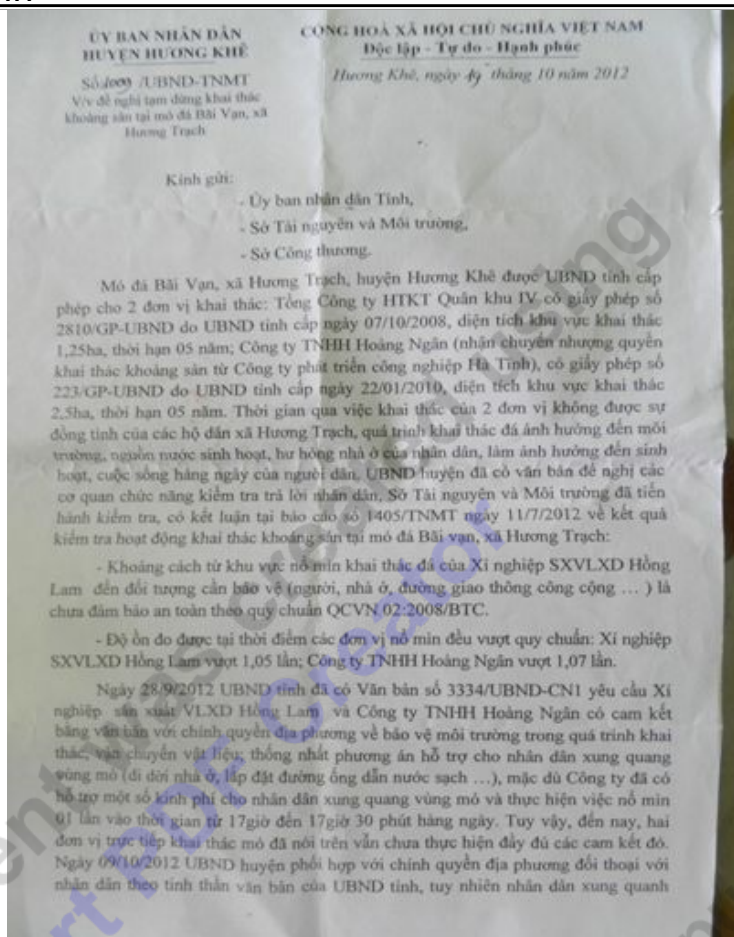 ỦY BAN NHÂN DÂN
HUYỆN HƯƠNG KHÊ
CỘNG HOÀ XÃ HỘI CHỦ NGHĨA VIỆT NAM
Độc lập - Tự do - Hạnh phúc
Số /UBND-TNMT
Hương Khê, ngày 19 tháng 10 năm 2012
V/v đề nghị tạm dừng khai thác
khoáng sản tại mỏ đá Bãi Vạn, xã
Hương Trạch
Kính gửi:
- Ủy ban nhân dân Tỉnh,
- Sở Tài nguyên và Môi trường,
- Sở Công thương.
Mỏ đá Bãi Vạn, xã Hương Trạch, huyện Hương Khê được UBND tỉnh cấp
phép cho 2 đơn vị khai thác: Tổng Công ty HTKT Quân khu IV có giấy phép số
2810/GP-UBND do UBND tỉnh cấp ngày 07/10/2008, diện tích khu vực khai thác
1,25ha, thời hạn 05 năm; Công ty TNHH Hoàng Ngân (nhận chuyển nhượng quyền
khai thác khoáng sản từ Công ty phát triển công nghiệp Hà Tĩnh), có giấy phép số
223/GP-UBND do UBND tỉnh cấp ngày 22/01/2010, diện tích khu vực khai thác
2,5ha, thời hạn 05 năm. Thời gian qua việc khai thác của 2 đơn vị không được sự
đồng tình của các hộ dân xã Hương Trạch, quá trình khai thác đá ảnh hưởng đến môi
trường, nguồn nước sinh hoạt, hư hỏng nhà ở của nhân dân, làm ảnh hưởng đến sinh
hoạt, cuộc sống hàng ngày của người dân. UBND huyện đã có văn bản đề nghị các
cơ quan chức năng kiểm tra trả lời nhân dân. Sở Tài nguyên và Môi trường đã tiến
hành kiểm tra, có kết luận tại báo cáo số 1405/TNMT ngày 11/7/2012 về kết quả
kiểm tra hoạt động khai thác khoáng sản tại mỏ đá Bãi vạn, xã Hương Trạch:
- Khoảng cách từ khu vực nổ mìn khai thác đá của Xí nghiệp SXVLXD Hồng
Lam đến đối tượng cần bảo vệ (người, nhà ở, đường giao thông công cộng … ) là
chưa đảm bảo an toàn theo quy chuẩn QCVN 02:2008/BTC.
- Độ ồn đo được tại thời điểm các đơn vị nổ mìn đều vượt quy chuẩn: Xí nghiệp
SXVLXD Hồng Lam vượt 1,05 lần; Công ty TNHH Hoàng Ngân vượt 1,07 lần.
Ngày 28/9/2012 UBND tỉnh đã có Văn bản số 3334/UBND-CN1 yêu cầu Xí
nghiệp sản xuất VLXD Hồng Lam và Công ty TNHH Hoàng Ngân có cam kết
bằng văn bản với chính quyền địa phương về bảo vệ môi trường trong quá trình khai
thác, vận chuyển vật liệu; thống nhất phương án hỗ trợ cho nhân dân xung quang
vùng mỏ (di dời nhà ở, lắp đặt đường ống dẫn nước sạch …), mặc dù Công ty đã có
hỗ trợ một số kinh phí cho nhân dân xung quang vùng mỏ và thực hiện việc nổ mìn
01 lần vào thời gian từ 17giờ đến 17giờ 30 phút hàng ngày. Tuy vậy, đến nay, hai
đơn vị trực tiếp khai thác mỏ đã nói trên vẫn chưa thực hiện đầy đủ các cam kết đó.
Ngày 09/10/2012 UBND huyện phối hợp với chính quyền địa phương đối thoại với
nhân dân theo tinh thần văn bản của UBND tỉnh, tuy nhiên nhân dân xung quanh